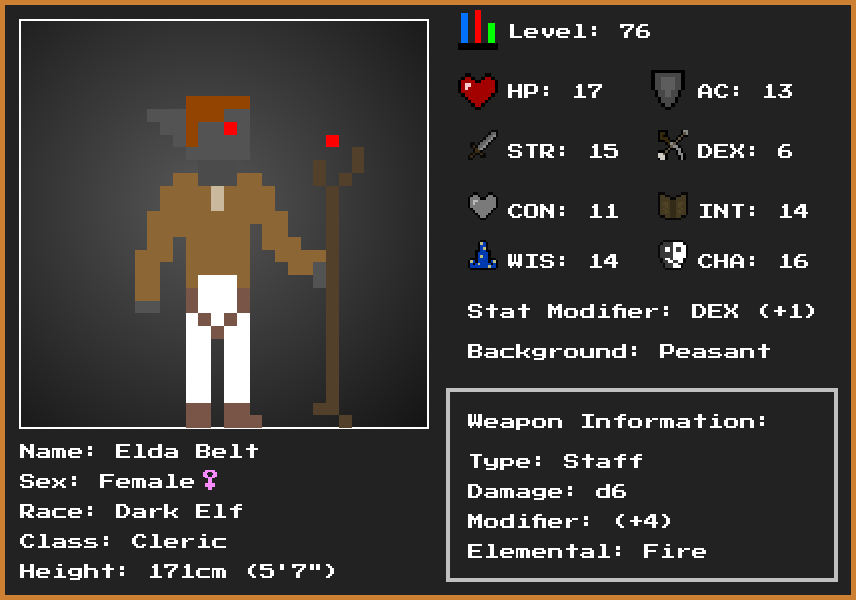 Level: 76
HP: 17 AC: 13
STR: 15 DEX: 6
CON: 11 INT: 14
WIS: 14 CHA: 16
Stat Modifier: DEX (+1)
Background: Peasant
Weapon Information:
Type: Staff
Damage: d6
Modifier: (+4)
Elemental: Fire
Name: Elda Belt
Sex: Female♀
Race: Dark Elf
Class: Cleric
Height: 171cm (5'7")